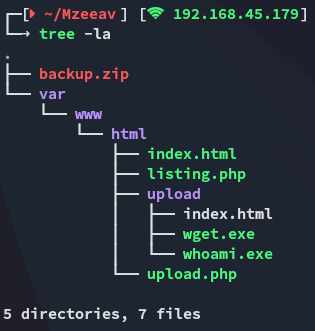 ┌─[ ~/Mzeeav ] [ 192.168.45.179]
└─→ tree -la
.
├── backup.zip
└── var
    └── www
        └── html
            ├── index.html
            ├── listing.php
            ├── upload
            │   ├── index.html
            │   ├── wget.exe
            │   └── whoami.exe
            └── upload.php

5 directories, 7 files